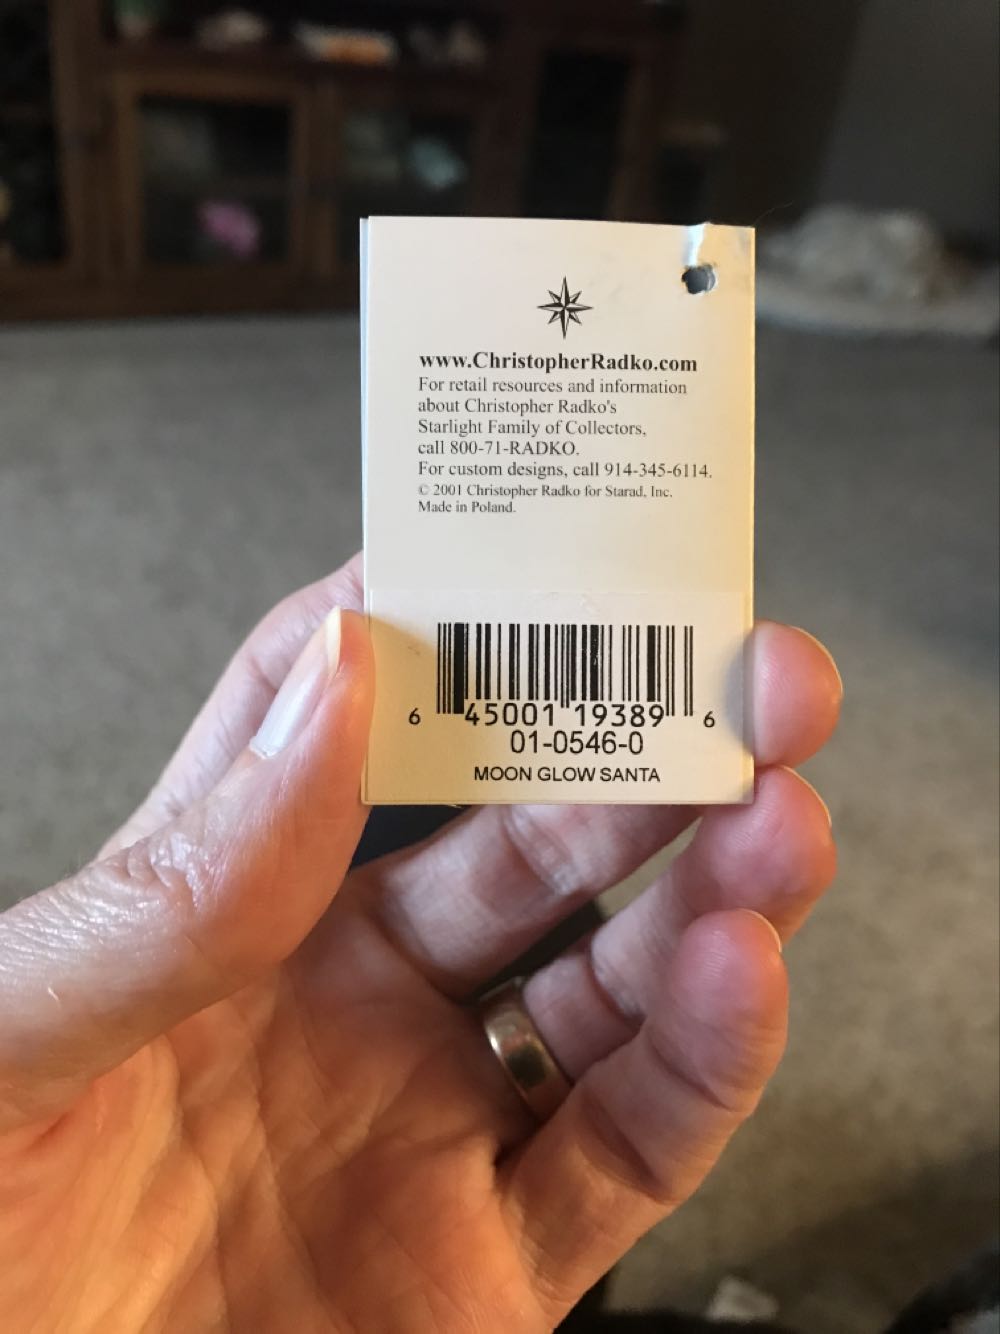 www.ChristopherRadko.com
For retail resources and information
about Christopher Radko's
Starlight Family of Collectors,
call 800-71-RADKO.
For custom designs, call 914-345-6114.
© 2001 Christopher Radko for Starad, Inc.
Made in Poland.
6 45001 19389 6
01-0546-0
MOON GLOW SANTA